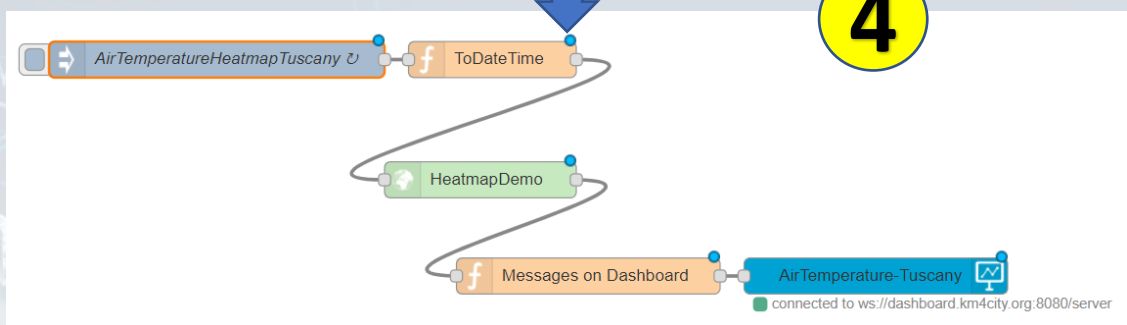 4
AirTemperatureHeatmapTuscany ↻
f ToDateTime
HeatmapDemo
f Messages on Dashboard
AirTemperature-Tuscany
connected to ws://dashboard.km4city.org:8080/server